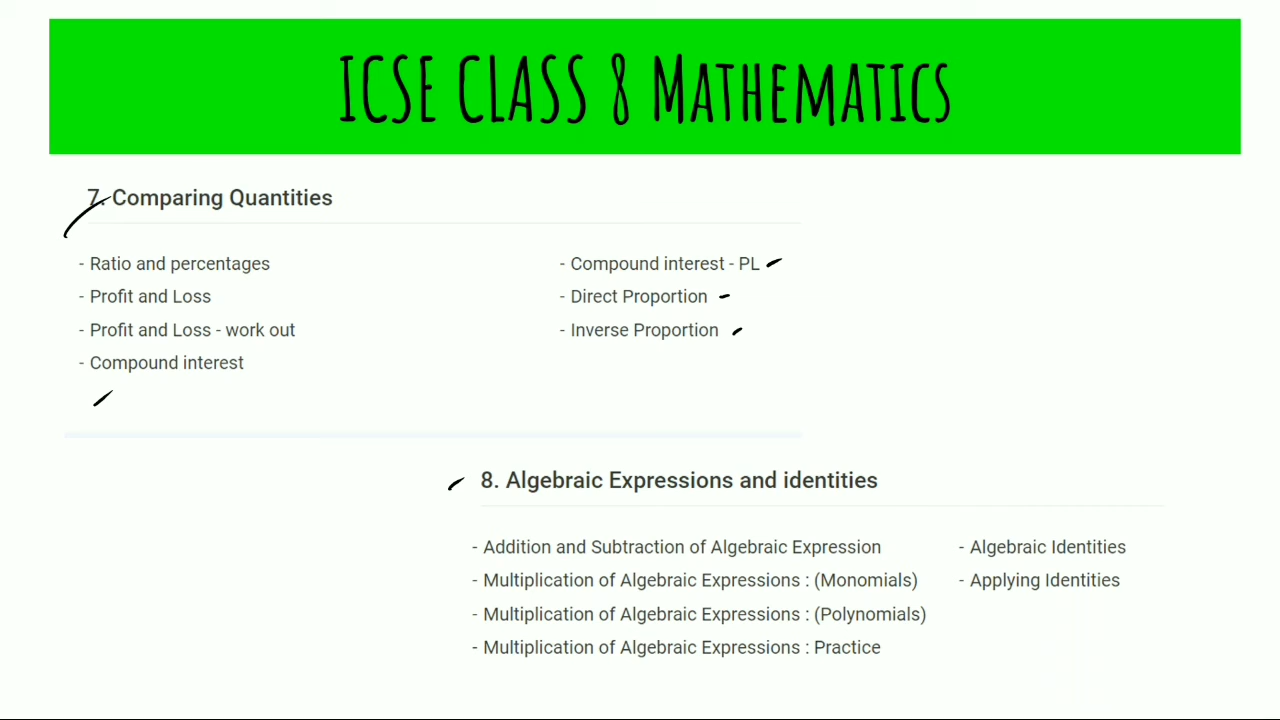 ICSE CLASS 8 MATHEMATICS
7. Comparing Quantities
- Ratio and percentages
- Profit and Loss
- Profit and Loss - work out
- Compound interest
- Compound interest - PL
- Direct Proportion
- Inverse Proportion
8. Algebraic Expressions and identities
- Addition and Subtraction of Algebraic Expression
- Multiplication of Algebraic Expressions : (Monomials)
- Multiplication of Algebraic Expressions : (Polynomials)
- Multiplication of Algebraic Expressions : Practice
- Algebraic Identities
- Applying Identities